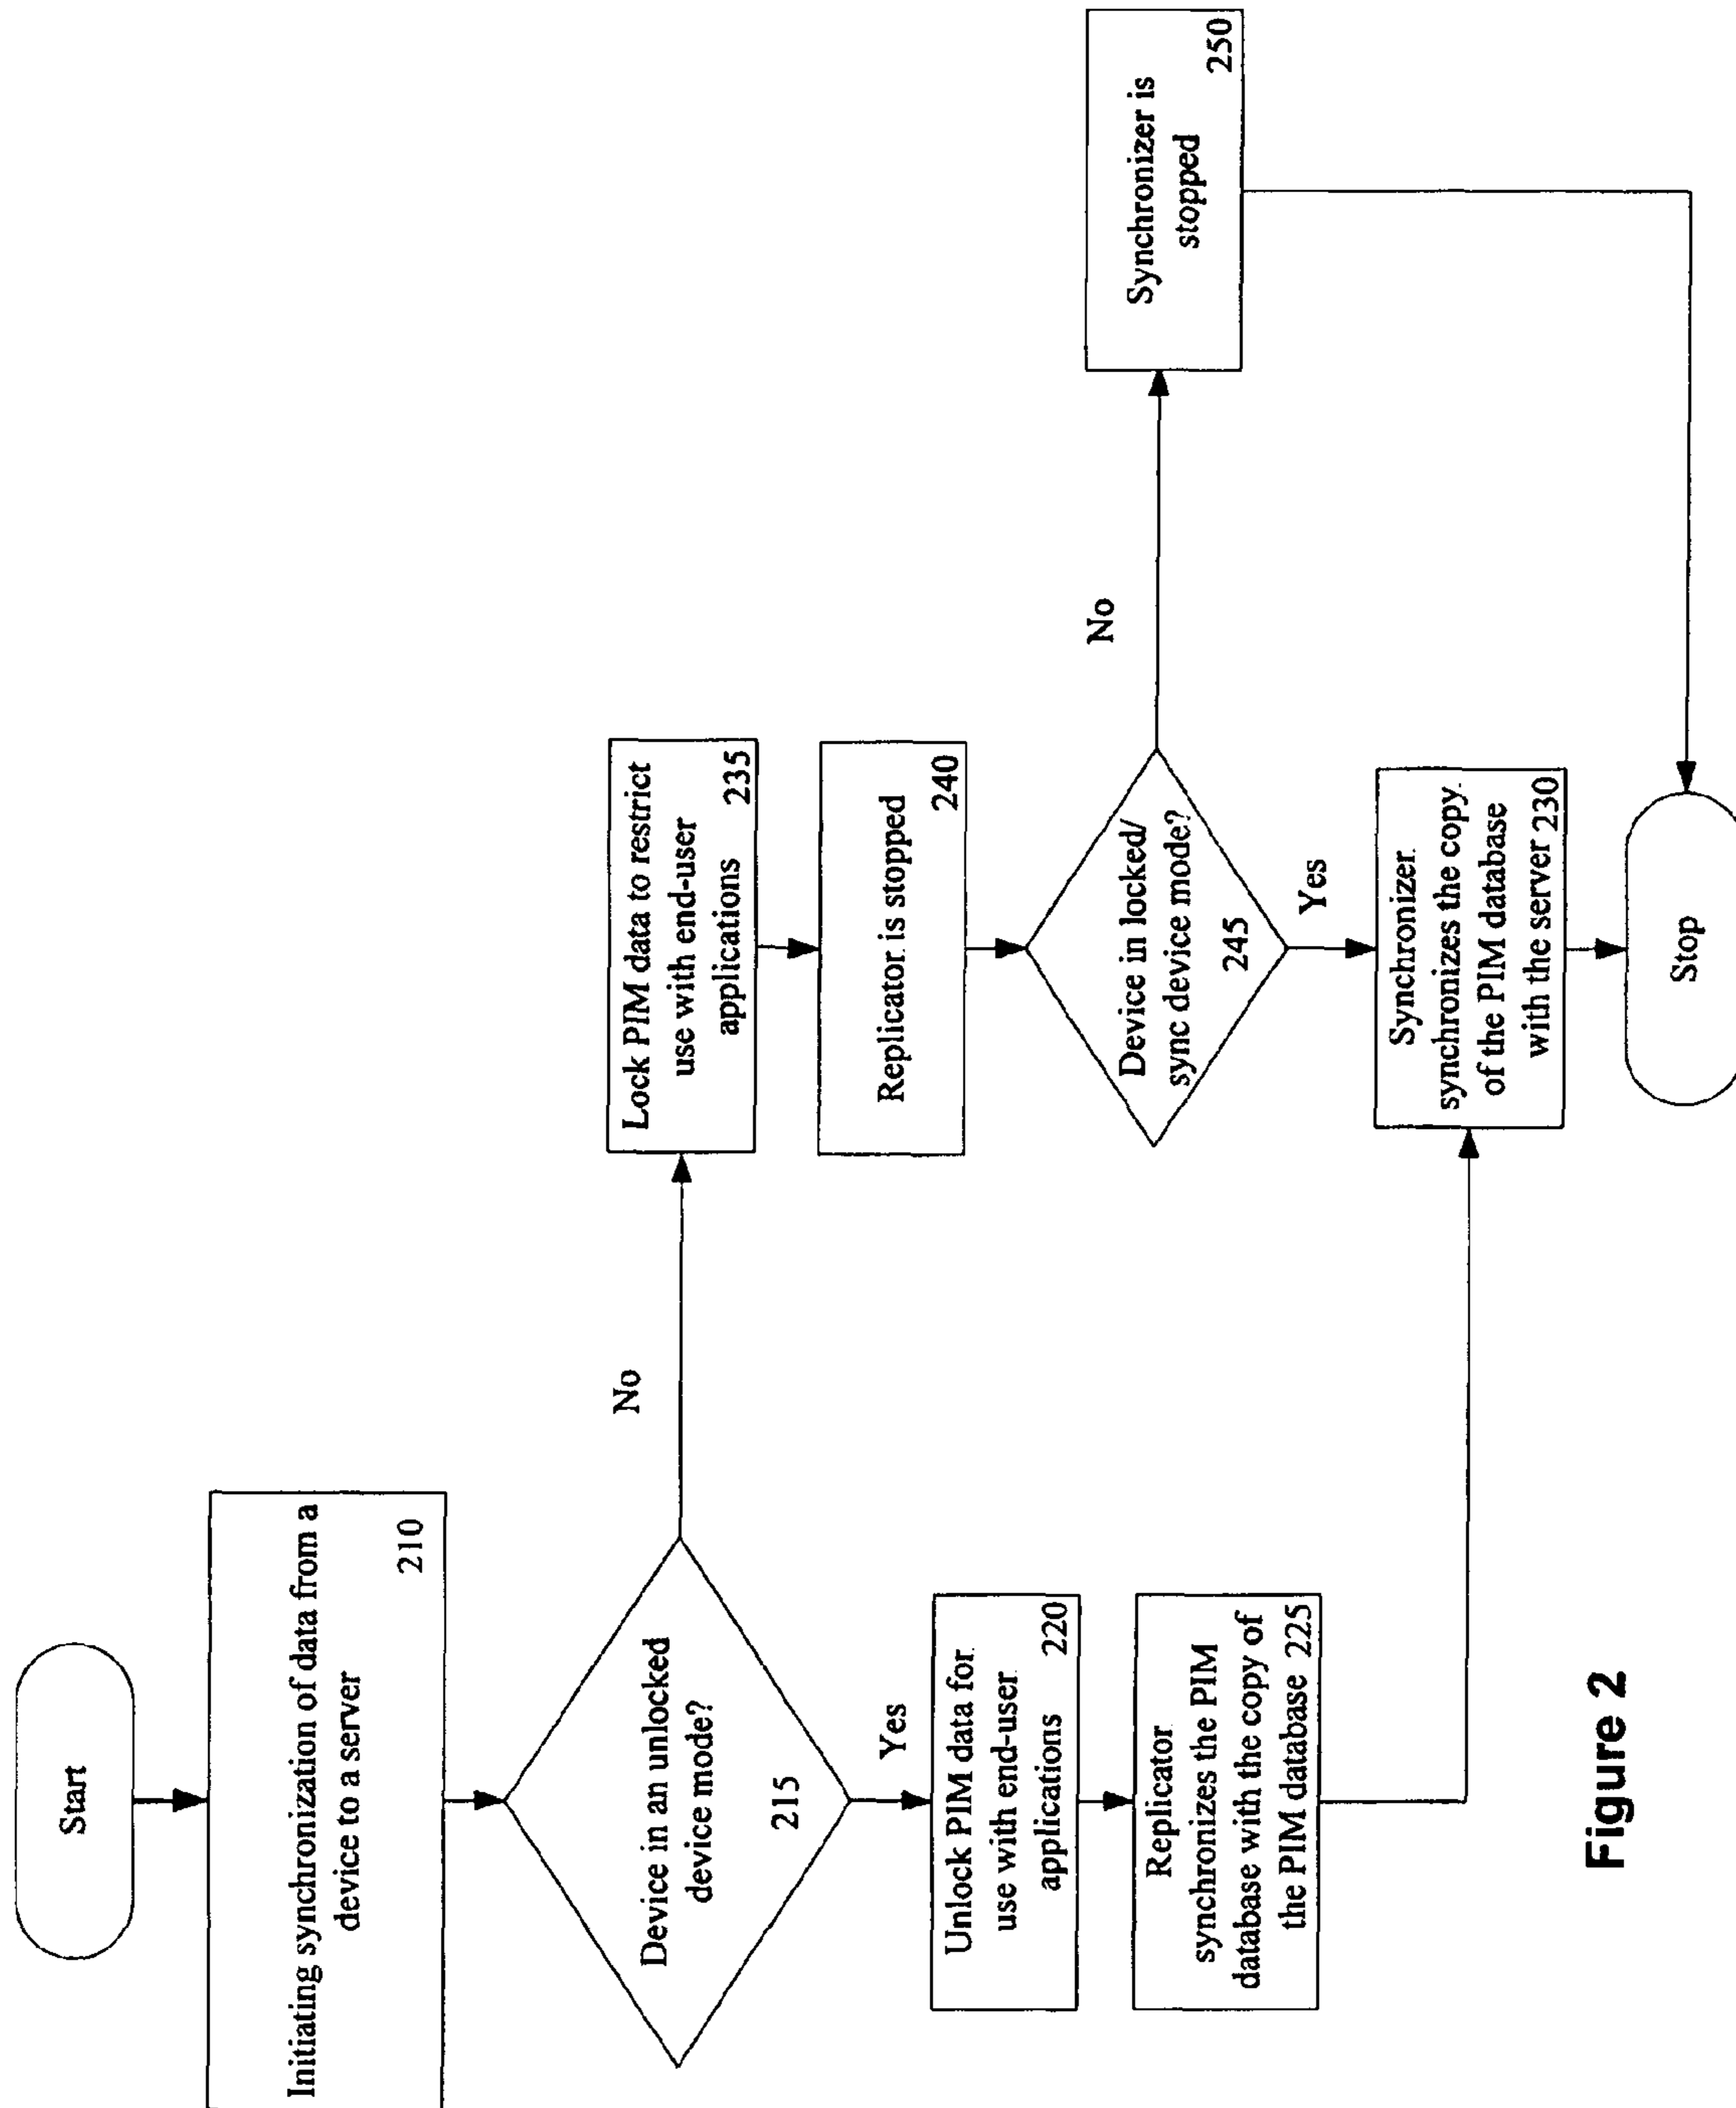 Start
Initiating synchronization of data from a
device to a server
210
Device in an unlocked
device mode?
215
No
Yes
Unlock PIM data for
use with end-user
applications 220
Replicator
synchronizes the PIM
database with the copy of
the PIM database 225
Lock PIM data to restrict
use with end-user
applications 235
Replicator is stopped
240
Device in locked/
sync device mode?
245
No
Yes
Synchronizer
synchronizes the copy
of the PIM database
with the server 230
Synchronizer is
stopped
250
Stop
Figure 2